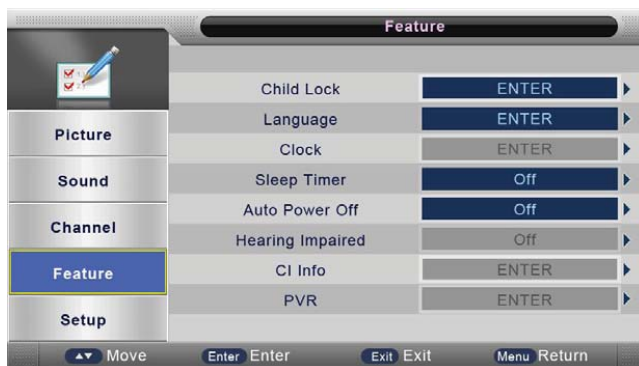 Feature
Picture
Sound
Channel
Feature
Setup
Child Lock ENTER
Language ENTER
Clock ENTER
Sleep Timer Off
Auto Power Off Off
Hearing Impaired Off
CI Info ENTER
PVR ENTER
Move Enter Enter Exit Exit Menu Return